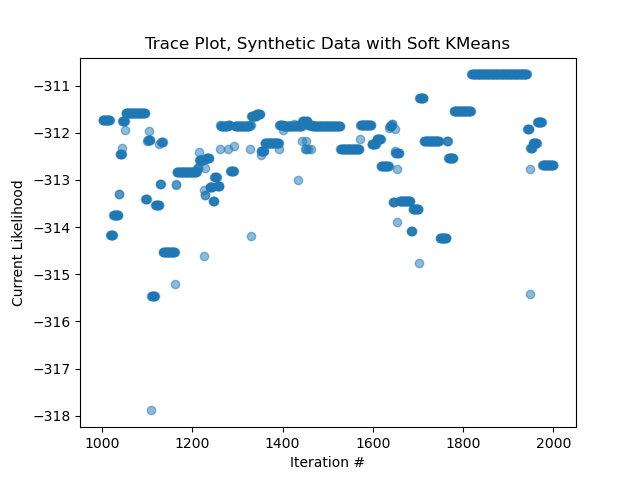 Trace Plot, Synthetic Data with Soft KMeans
Current Likelihood
−311
−312
−313
−314
−315
−316
−317
−318
1000 1200 1400 1600 1800 2000
Iteration #